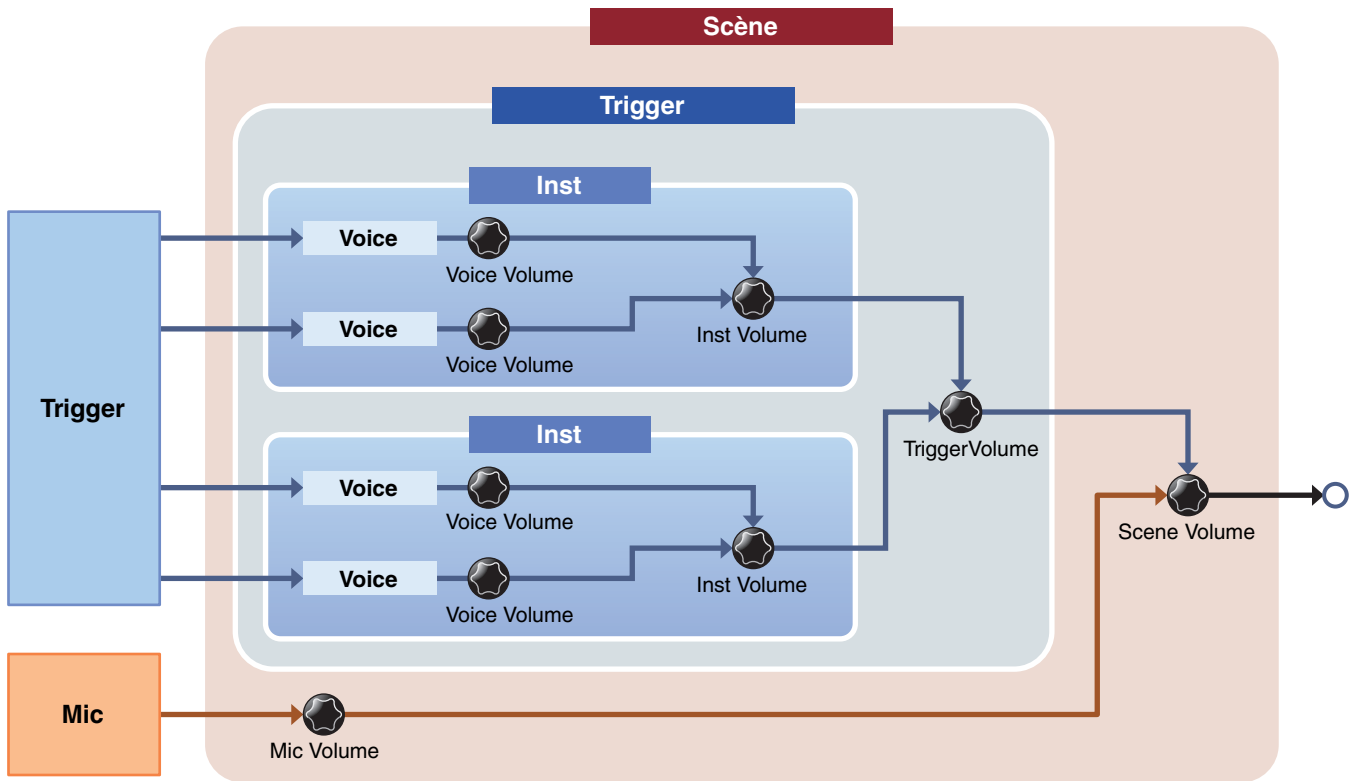 Scène
Trigger
Inst
Voice
Voice Volume
Voice
Voice Volume
Inst Volume
Trigger
Inst
Voice
Voice Volume
Voice
Voice Volume
Inst Volume
TriggerVolume
Scene Volume
Mic
Mic Volume